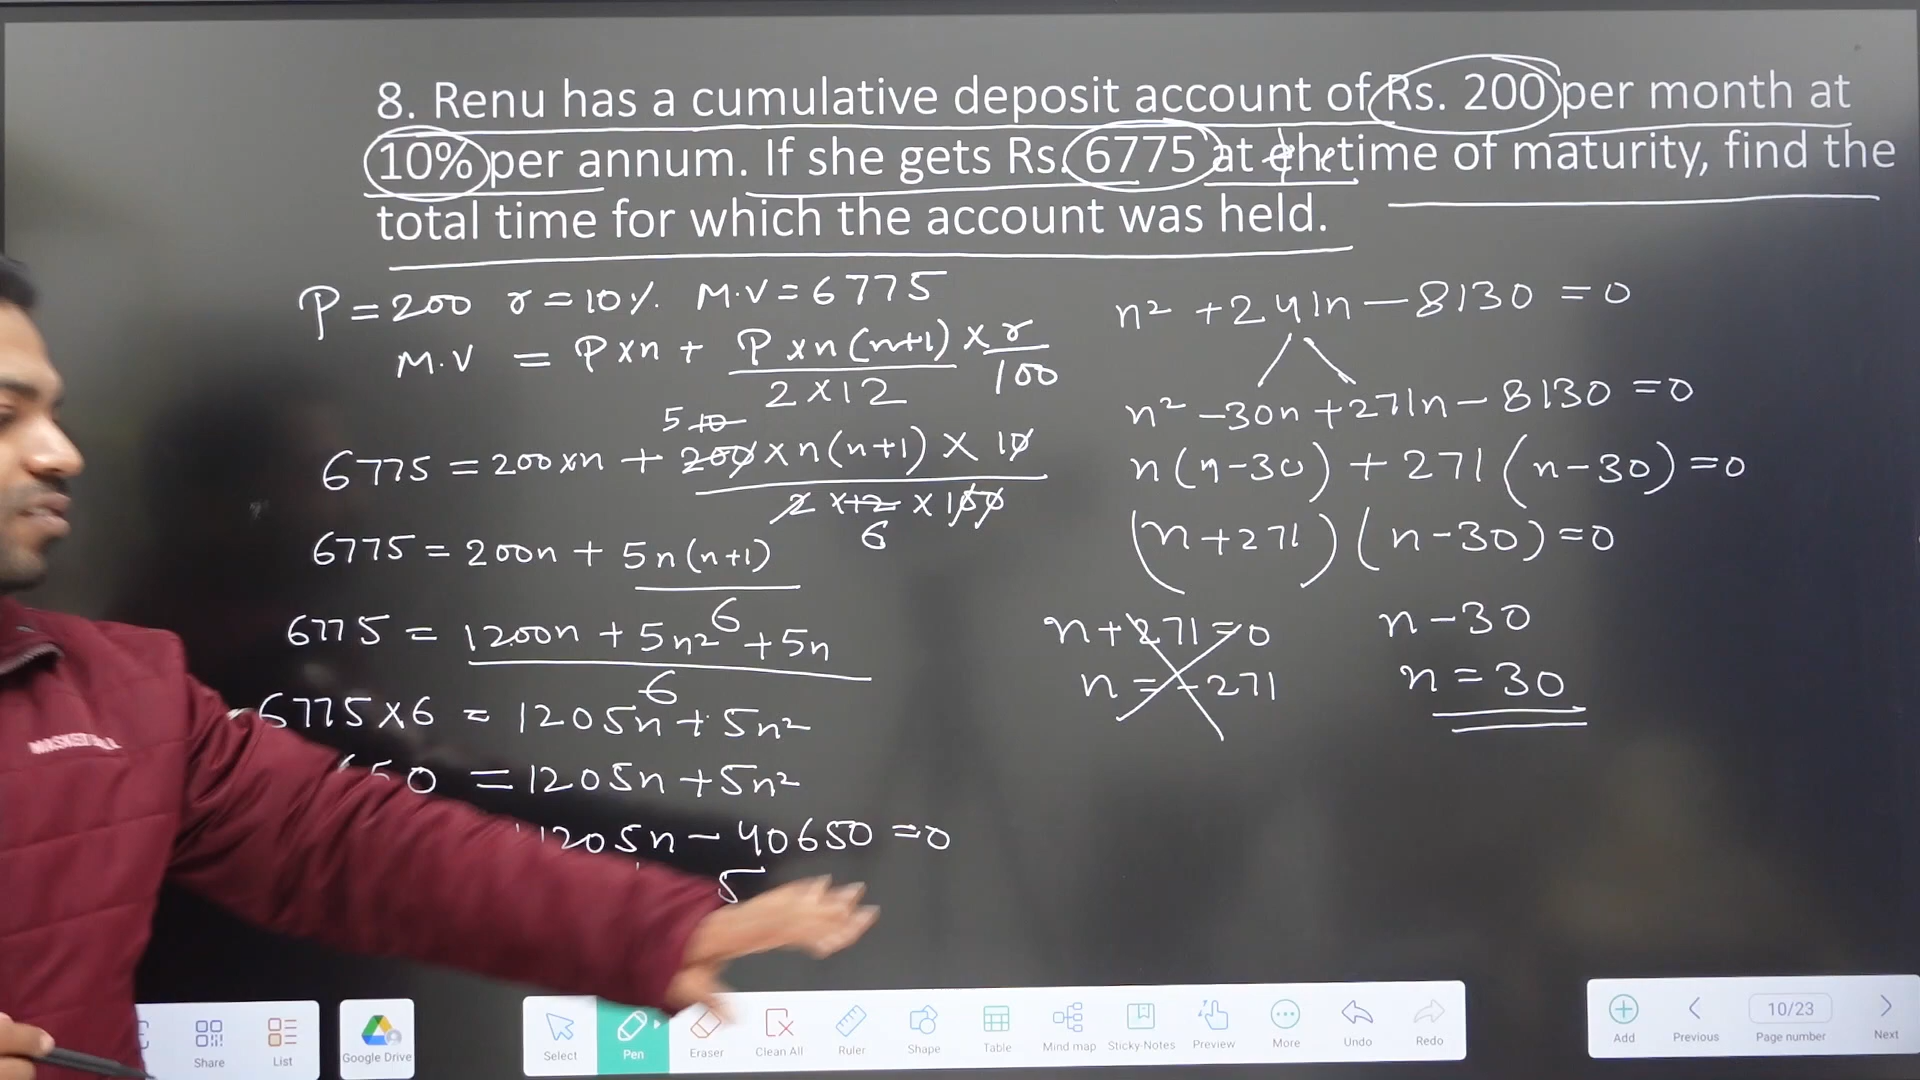 8. Renu has a cumulative deposit account of Rs. 200 per month at
10% per annum. If she gets Rs. 6775 at the time of maturity, find the
total time for which the account was held.
P = 200 r = 10% M.V = 6775
M.V = P×n + P×n(n+1)/2×12 × r/100
5 10
6775 = 200×n + 200×n(n+1)×10/2×12×100
6
6775 = 200n + 5n(n+1)/6
6775 = 1200n + 5n² + 5n/6
6775×6 = 1205n + 5n²
650 = 1205n + 5n²
1205n − 40650 = 0
5
n² + 241n − 8130 = 0
n² − 30n + 271n − 8130 = 0
n(n−30) + 271(n−30) = 0
(n+271)(n−30) = 0
n+271 = 0
n = −271
n−30
n = 30
Share
List
Google Drive
Select
Pen
Eraser
Clean All
Ruler
Shape
Table
Mind map
Sticky Notes
Preview
More
Undo
Redo
Add
Previous
10/23
Page number
Next